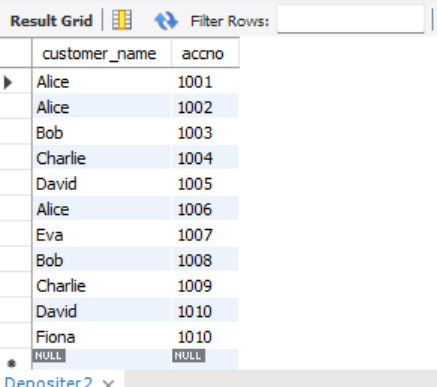 Result Grid Filter Rows:
customer_name accno
Alice 1001
Alice 1002
Bob 1003
Charlie 1004
David 1005
Alice 1006
Eva 1007
Bob 1008
Charlie 1009
David 1010
Fiona 1010
NULL NULL
Depositer 2